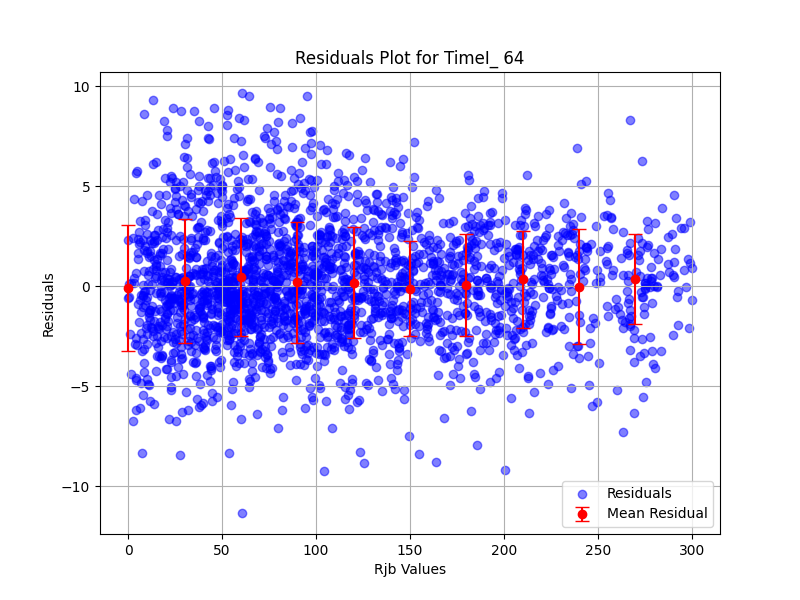 Residuals Plot for TimeI_ 64
10
5
0
−5
−10
Residuals
0
50
100
150
200
250
300
Rjb Values
Residuals
Mean Residual